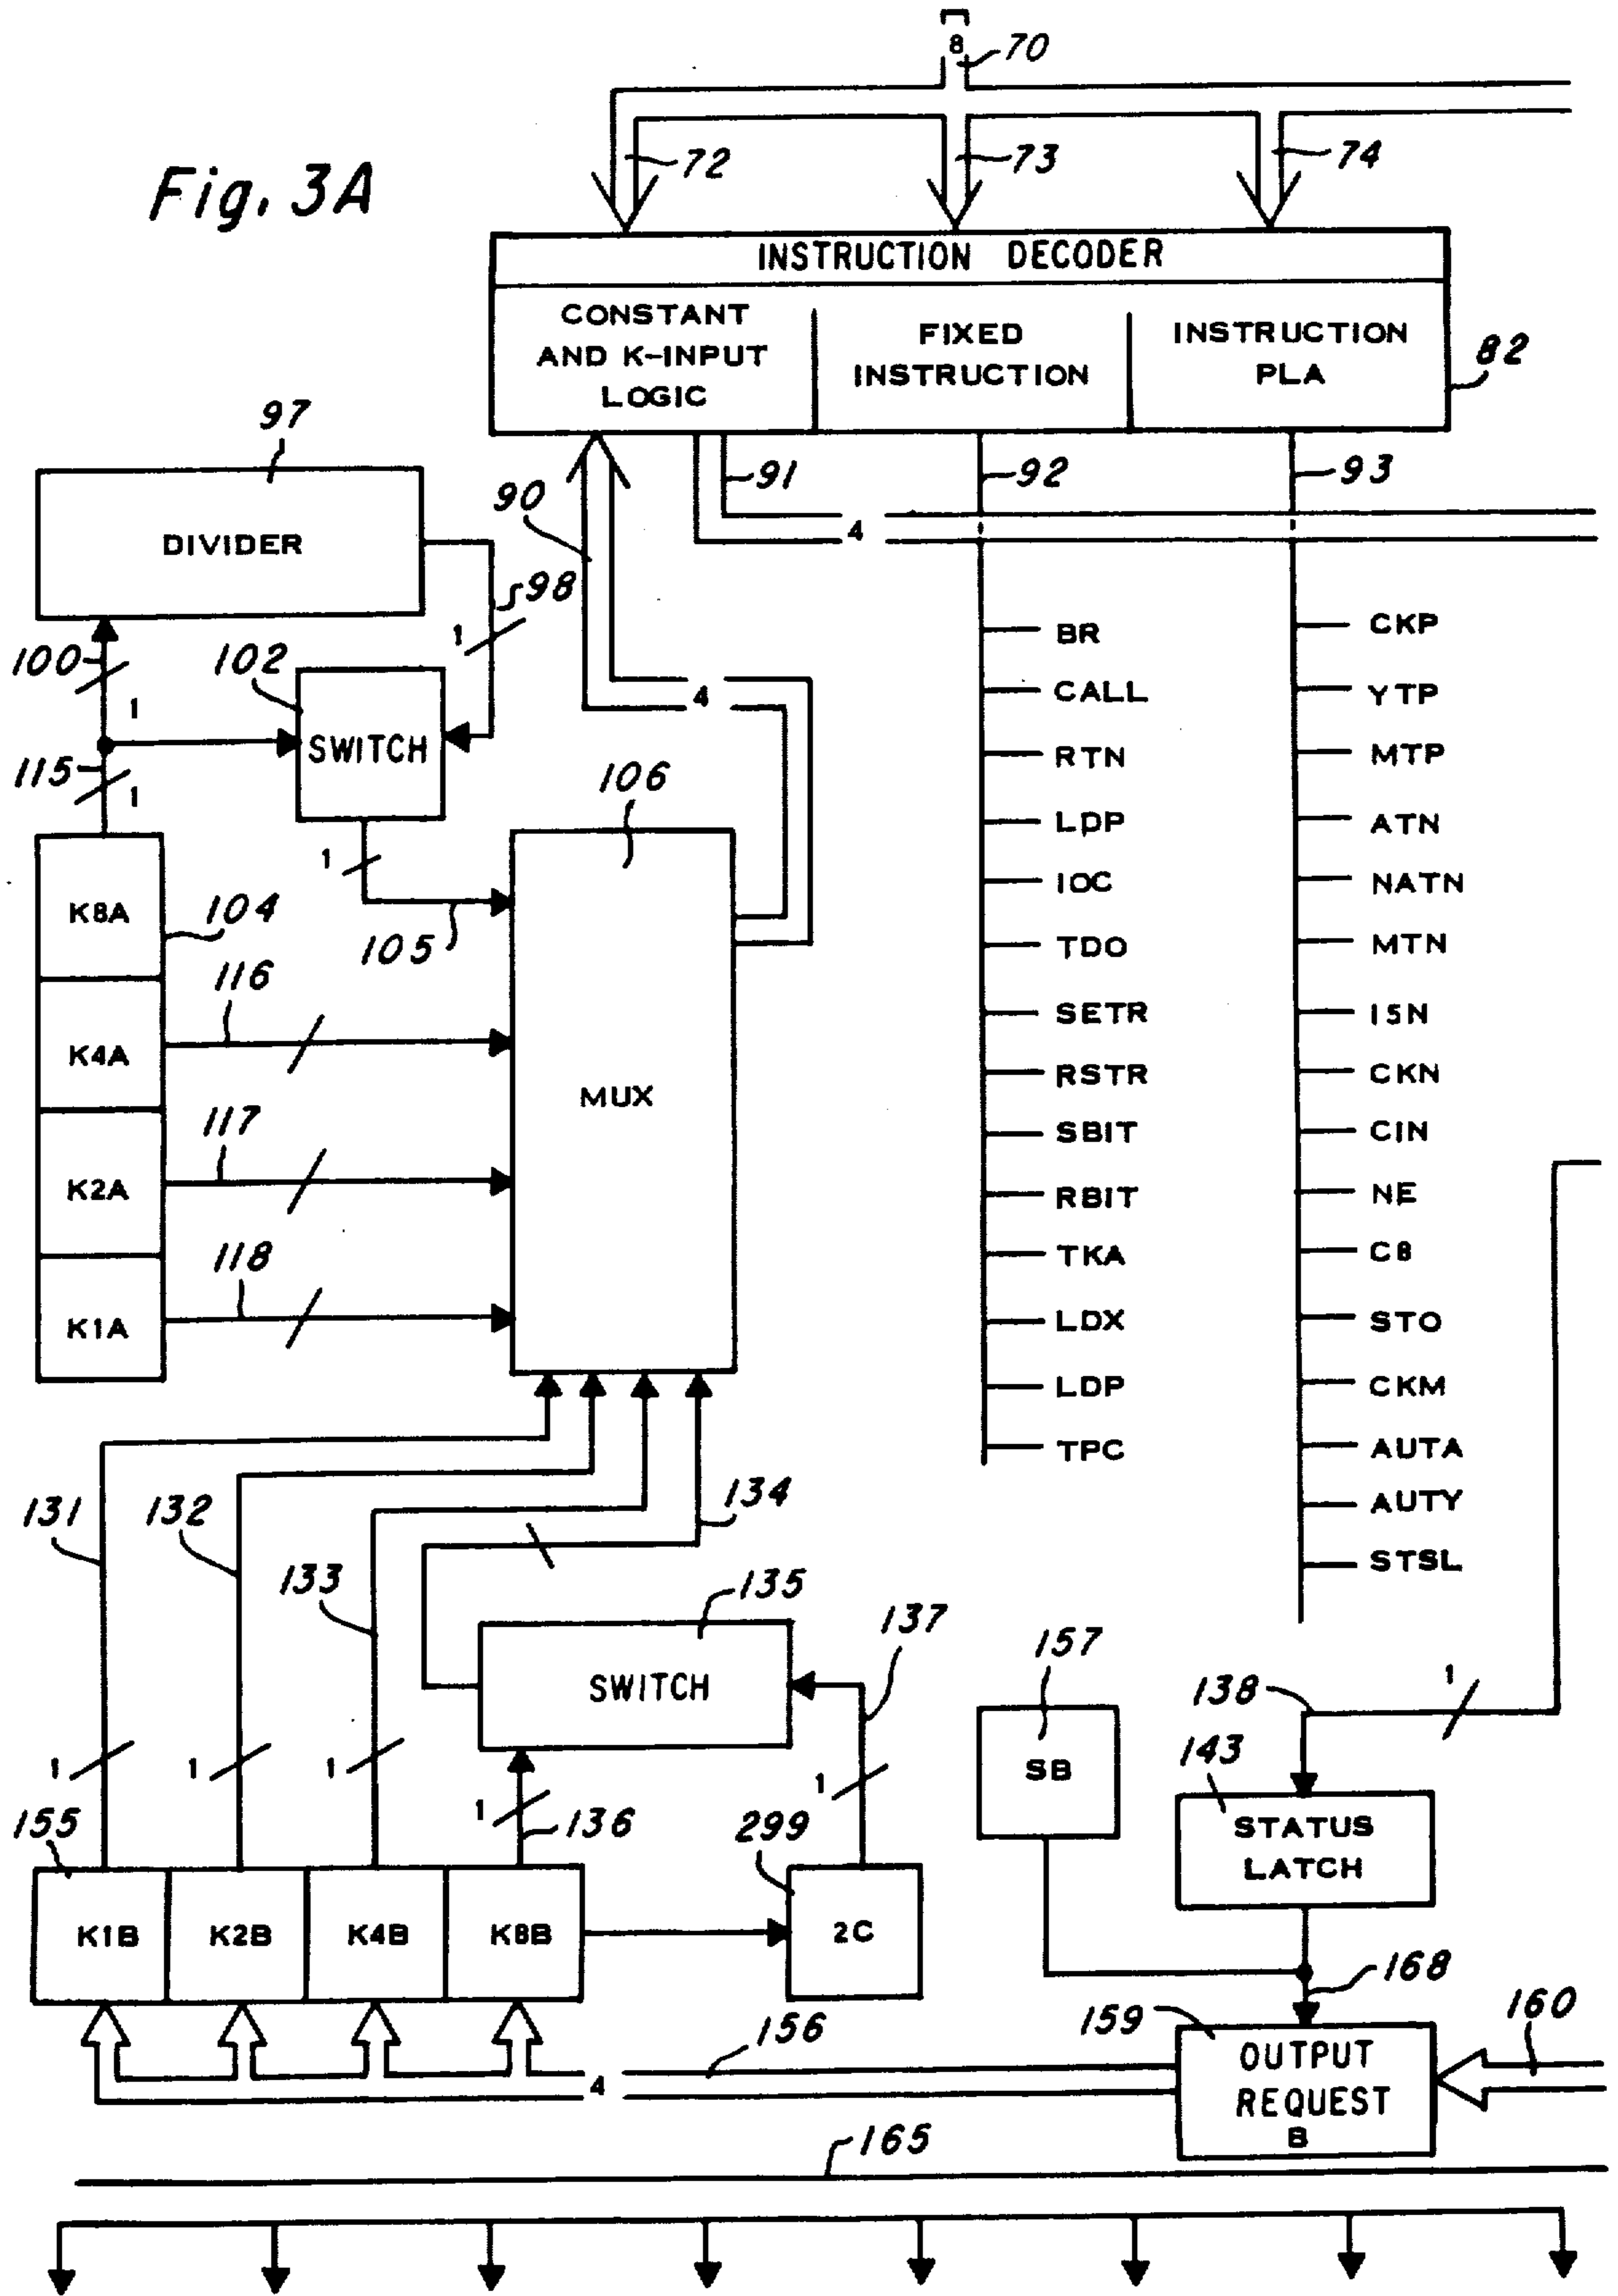 8
70
72
73
74
Fig. 3A
INSTRUCTION DECODER
CONSTANT
AND K-INPUT
LOGIC
FIXED
INSTRUCTION
INSTRUCTION
PLA
82
97
DIVIDER
90
91
92
93
4
98
1
100
1
102
SWITCH
4
115
1
106
1
105
K8A
104
116
K4A
117
K2A
118
K1A
MUX
BR
CALL
RTN
LDP
IOC
TDO
SETR
RSTR
SBIT
RBIT
TKA
LDX
LDP
TPC
CKP
YTP
MTP
ATN
NATN
MTN
15N
CKN
CIN
NE
C8
STO
CKM
AUTA
AUTY
STSL
131
132
133
134
135
SWITCH
137
157
SB
138
1
143
STATUS
LATCH
1
1
1
1
136
1
155
299
K1B
K2B
K4B
K8B
2C
168
156
4
159
OUTPUT
REQUEST
B
160
165